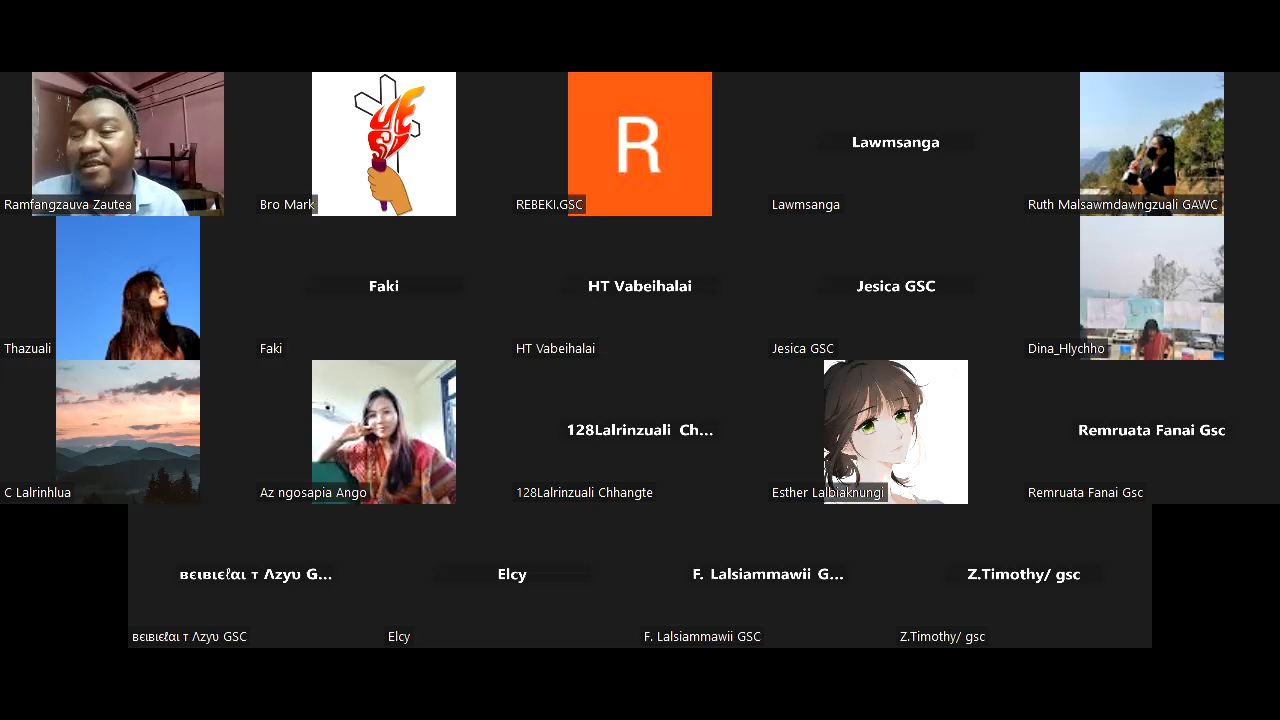 Ramfangzauva Zautea
Bro Mark
R
REBEKI.GSC
Lawmsanga
Lawmsanga
Ruth Malsawmdawngzuali GAWC
Thazuali
Faki
Faki
HT Vabeihalai
HT Vabeihalai
Jesica GSC
Jesica GSC
Dina_Hlychho
C Lalrinhlua
Az ngosapia Ango
128Lalrinzuali Ch...
128Lalrinzuali Chhangte
Esther Lalbiaknungi
Remruata Fanai Gsc
Remruata Fanai Gsc
вєιвιєℓαι т Λzyυ G...
вєιвιєℓαι т Λzyυ GSC
Elcy
Elcy
F. Lalsiammawii G...
F. Lalsiammawii GSC
Z.Timothy/ gsc
Z.Timothy/ gsc